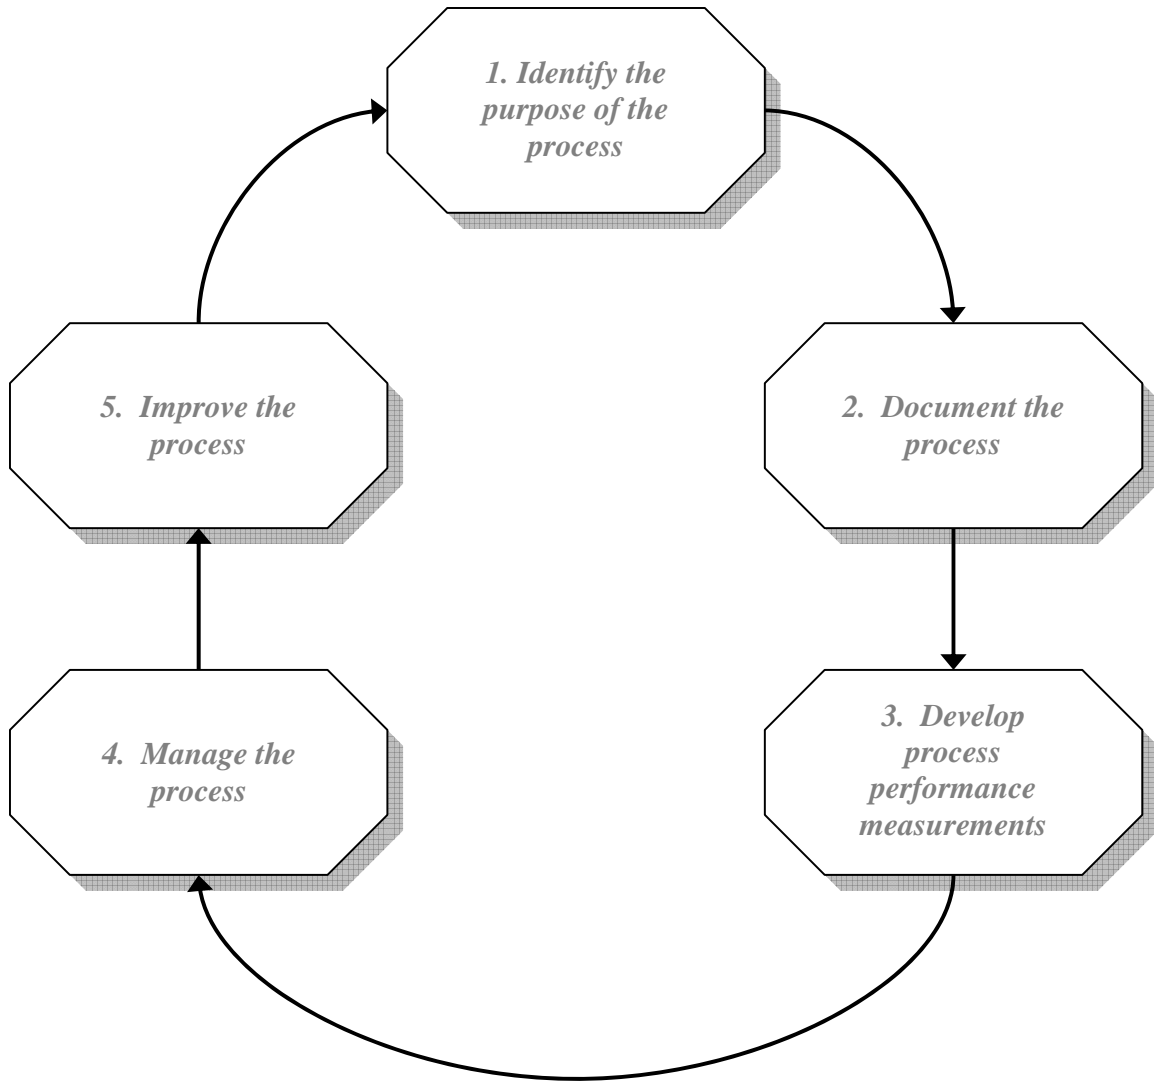 1. Identify the
purpose of the
process
2.  Document the
process
3.  Develop
process
performance
measurements
4.  Manage the
process
5.  Improve the
process